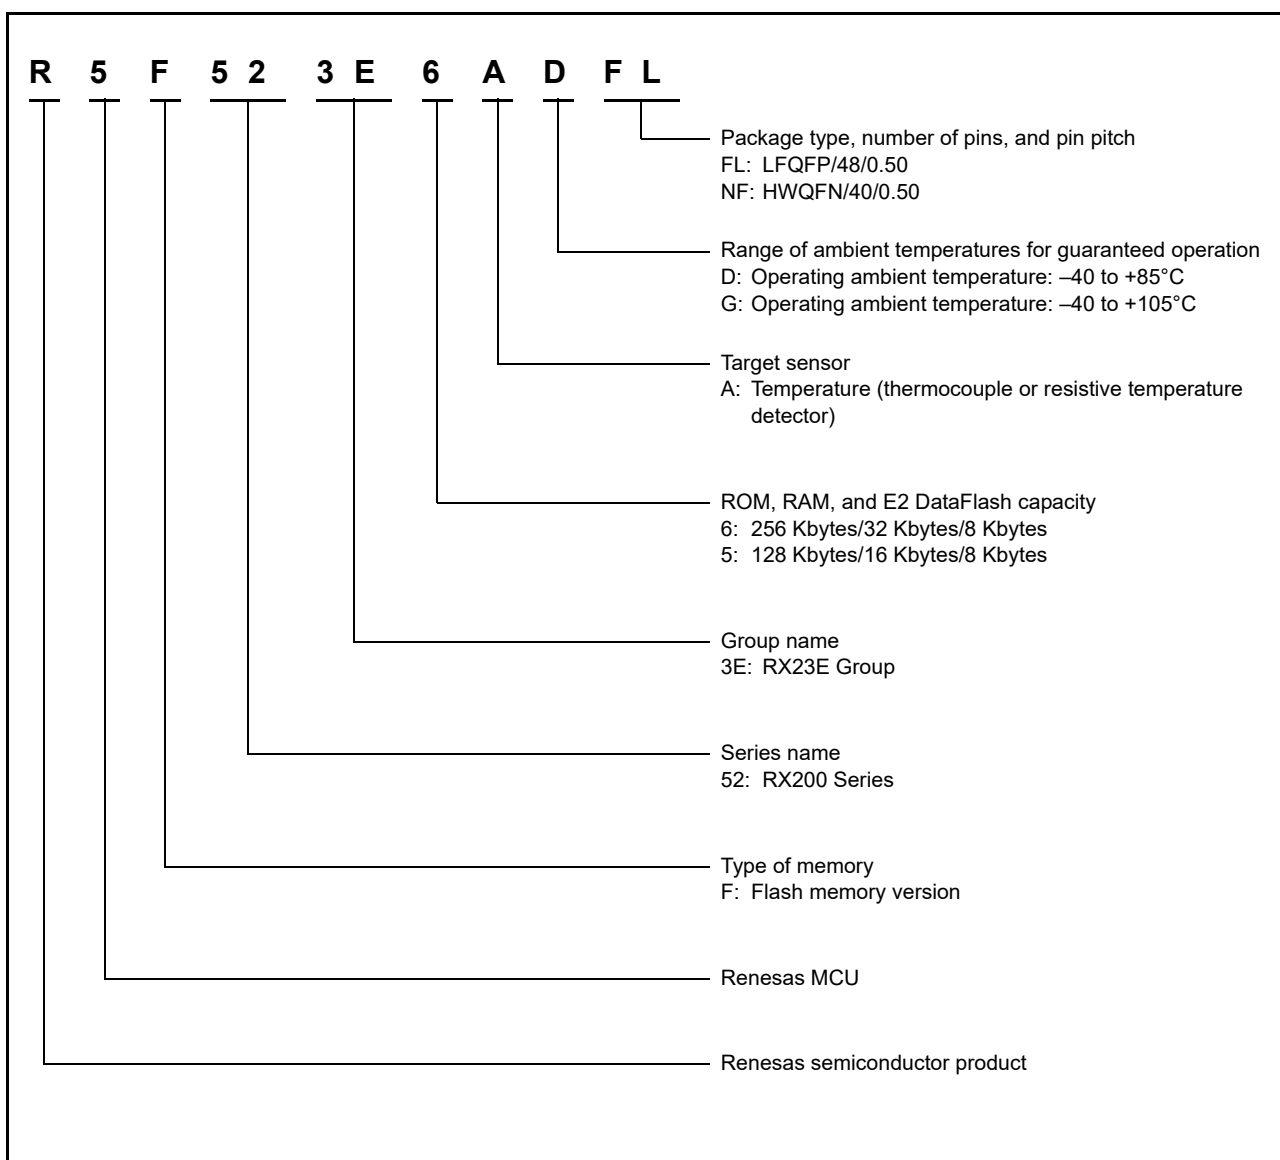 R 5 F 5 2 3 E 6 A D F L
Package type, number of pins, and pin pitch
FL: LFQFP/48/0.50
NF: HWQFN/40/0.50
Range of ambient temperatures for guaranteed operation
D: Operating ambient temperature: –40 to +85°C
G: Operating ambient temperature: –40 to +105°C
Target sensor
A: Temperature (thermocouple or resistive temperature
detector)
ROM, RAM, and E2 DataFlash capacity
6: 256 Kbytes/32 Kbytes/8 Kbytes
5: 128 Kbytes/16 Kbytes/8 Kbytes
Group name
3E: RX23E Group
Series name
52: RX200 Series
Type of memory
F: Flash memory version
Renesas MCU
Renesas semiconductor product